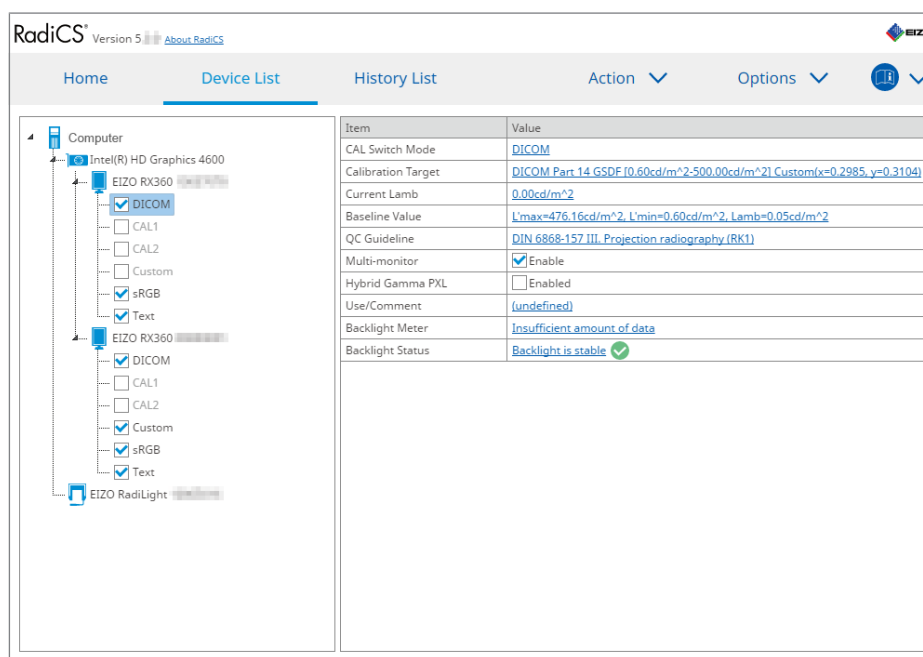 RadiCS® Version 5. About RadiCS
EIZ
Home Device List History List Action Options
Computer
Intel(R) HD Graphics 4600
EIZO RX360
DICOM
CAL1
CAL2
Custom
sRGB
Text
EIZO RX360
DICOM
CAL1
CAL2
Custom
sRGB
Text
EIZO RadiLight
Item Value
CAL Switch Mode DICOM
Calibration Target DICOM Part 14 GSDF [0.60cd/m^2-500.00cd/m^2] Custom(x=0.2985, y=0.3104)
Current Lamb 0.00cd/m^2
Baseline Value L'max=476.16cd/m^2, L'min=0.60cd/m^2, Lamb=0.05cd/m^2
QC Guideline DIN 6868-157 III. Projection radiography (RK1)
Multi-monitor Enable
Hybrid Gamma PXL Enabled
Use/Comment (undefined)
Backlight Meter Insufficient amount of data
Backlight Status Backlight is stable